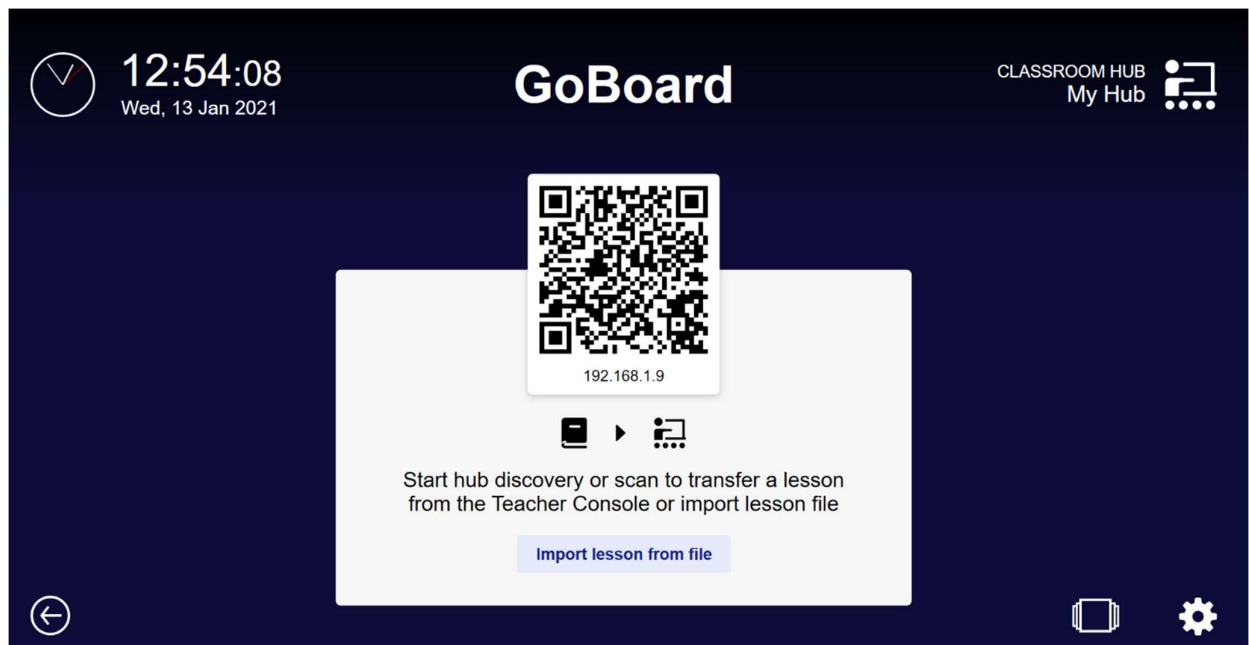 12:54:08
Wed, 13 Jan 2021
GoBoard
CLASSROOM HUB
My Hub
192.168.1.9
Start hub discovery or scan to transfer a lesson
from the Teacher Console or import lesson file
Import lesson from file